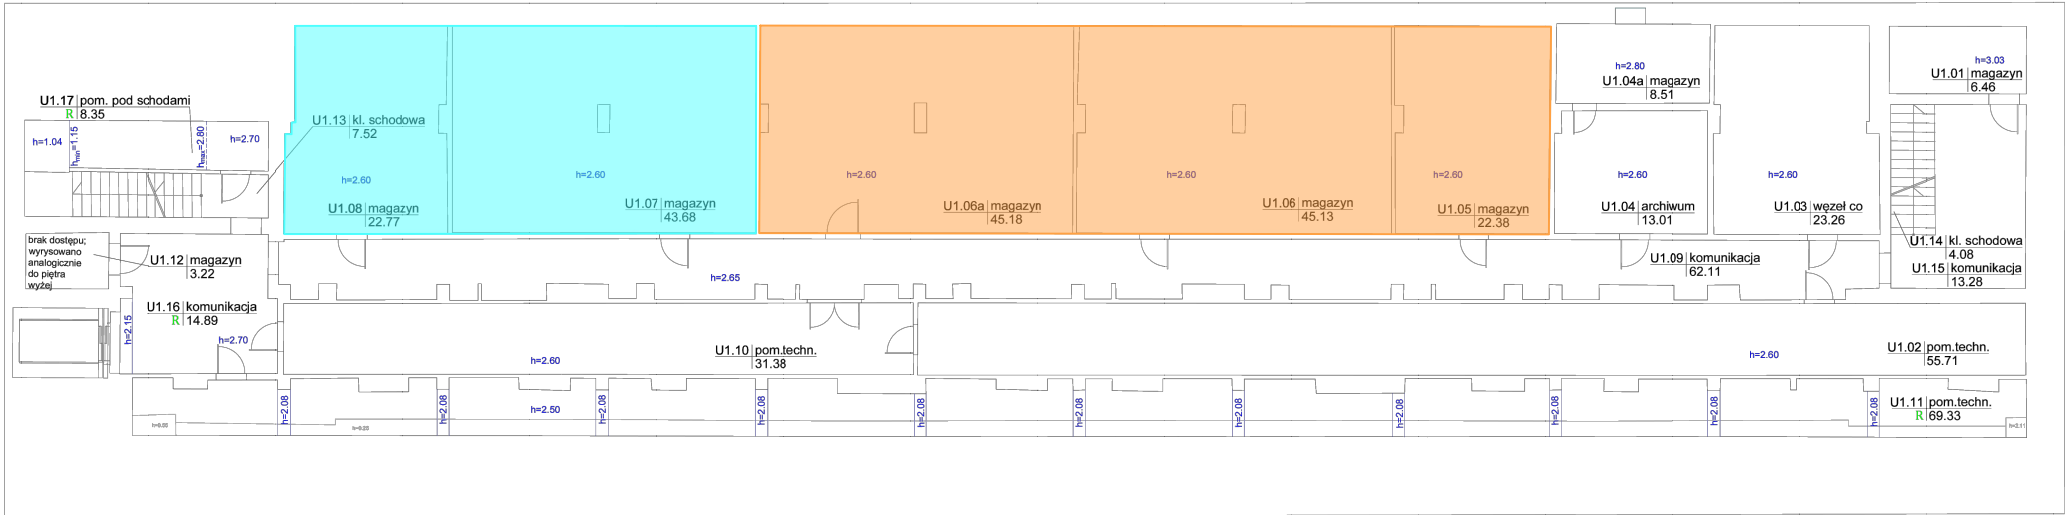 U1.17 pom. pod schodami
R 8.35
h=1.04
hmin=1.15
hmax=2.80
h=2.70
U1.13 kl. schodowa
7.52
h=2.60
U1.08 magazyn
22.77
h=2.60
U1.07 magazyn
43.68
h=2.60
U1.06a magazyn
45.18
h=2.60
U1.06 magazyn
45.13
h=2.60
U1.05 magazyn
22.38
h=2.80
U1.04a magazyn
8.51
h=2.60
U1.04 archiwum
13.01
h=2.60
U1.03 węzeł co
23.26
h=3.03
U1.01 magazyn
6.46
U1.14 kl. schodowa
4.08
U1.15 komunikacja
13.28
U1.09 komunikacja
62.11
h=2.65
brak dostępu;
wyrysowano
analogicznie
do piętra
wyżej
U1.12 magazyn
3.22
U1.16 komunikacja
R 14.89
h=2.15
h=2.70
h=2.60
U1.10 pom.techn.
31.38
h=2.60
U1.02 pom.techn.
55.71
h=2.08
h=2.08
h=2.50
h=2.08
h=2.08
h=2.08
h=2.08
h=2.08
h=2.08
h=2.08
h=2.08
h=2.08
U1.11 pom.techn.
R 69.33
h=2.11